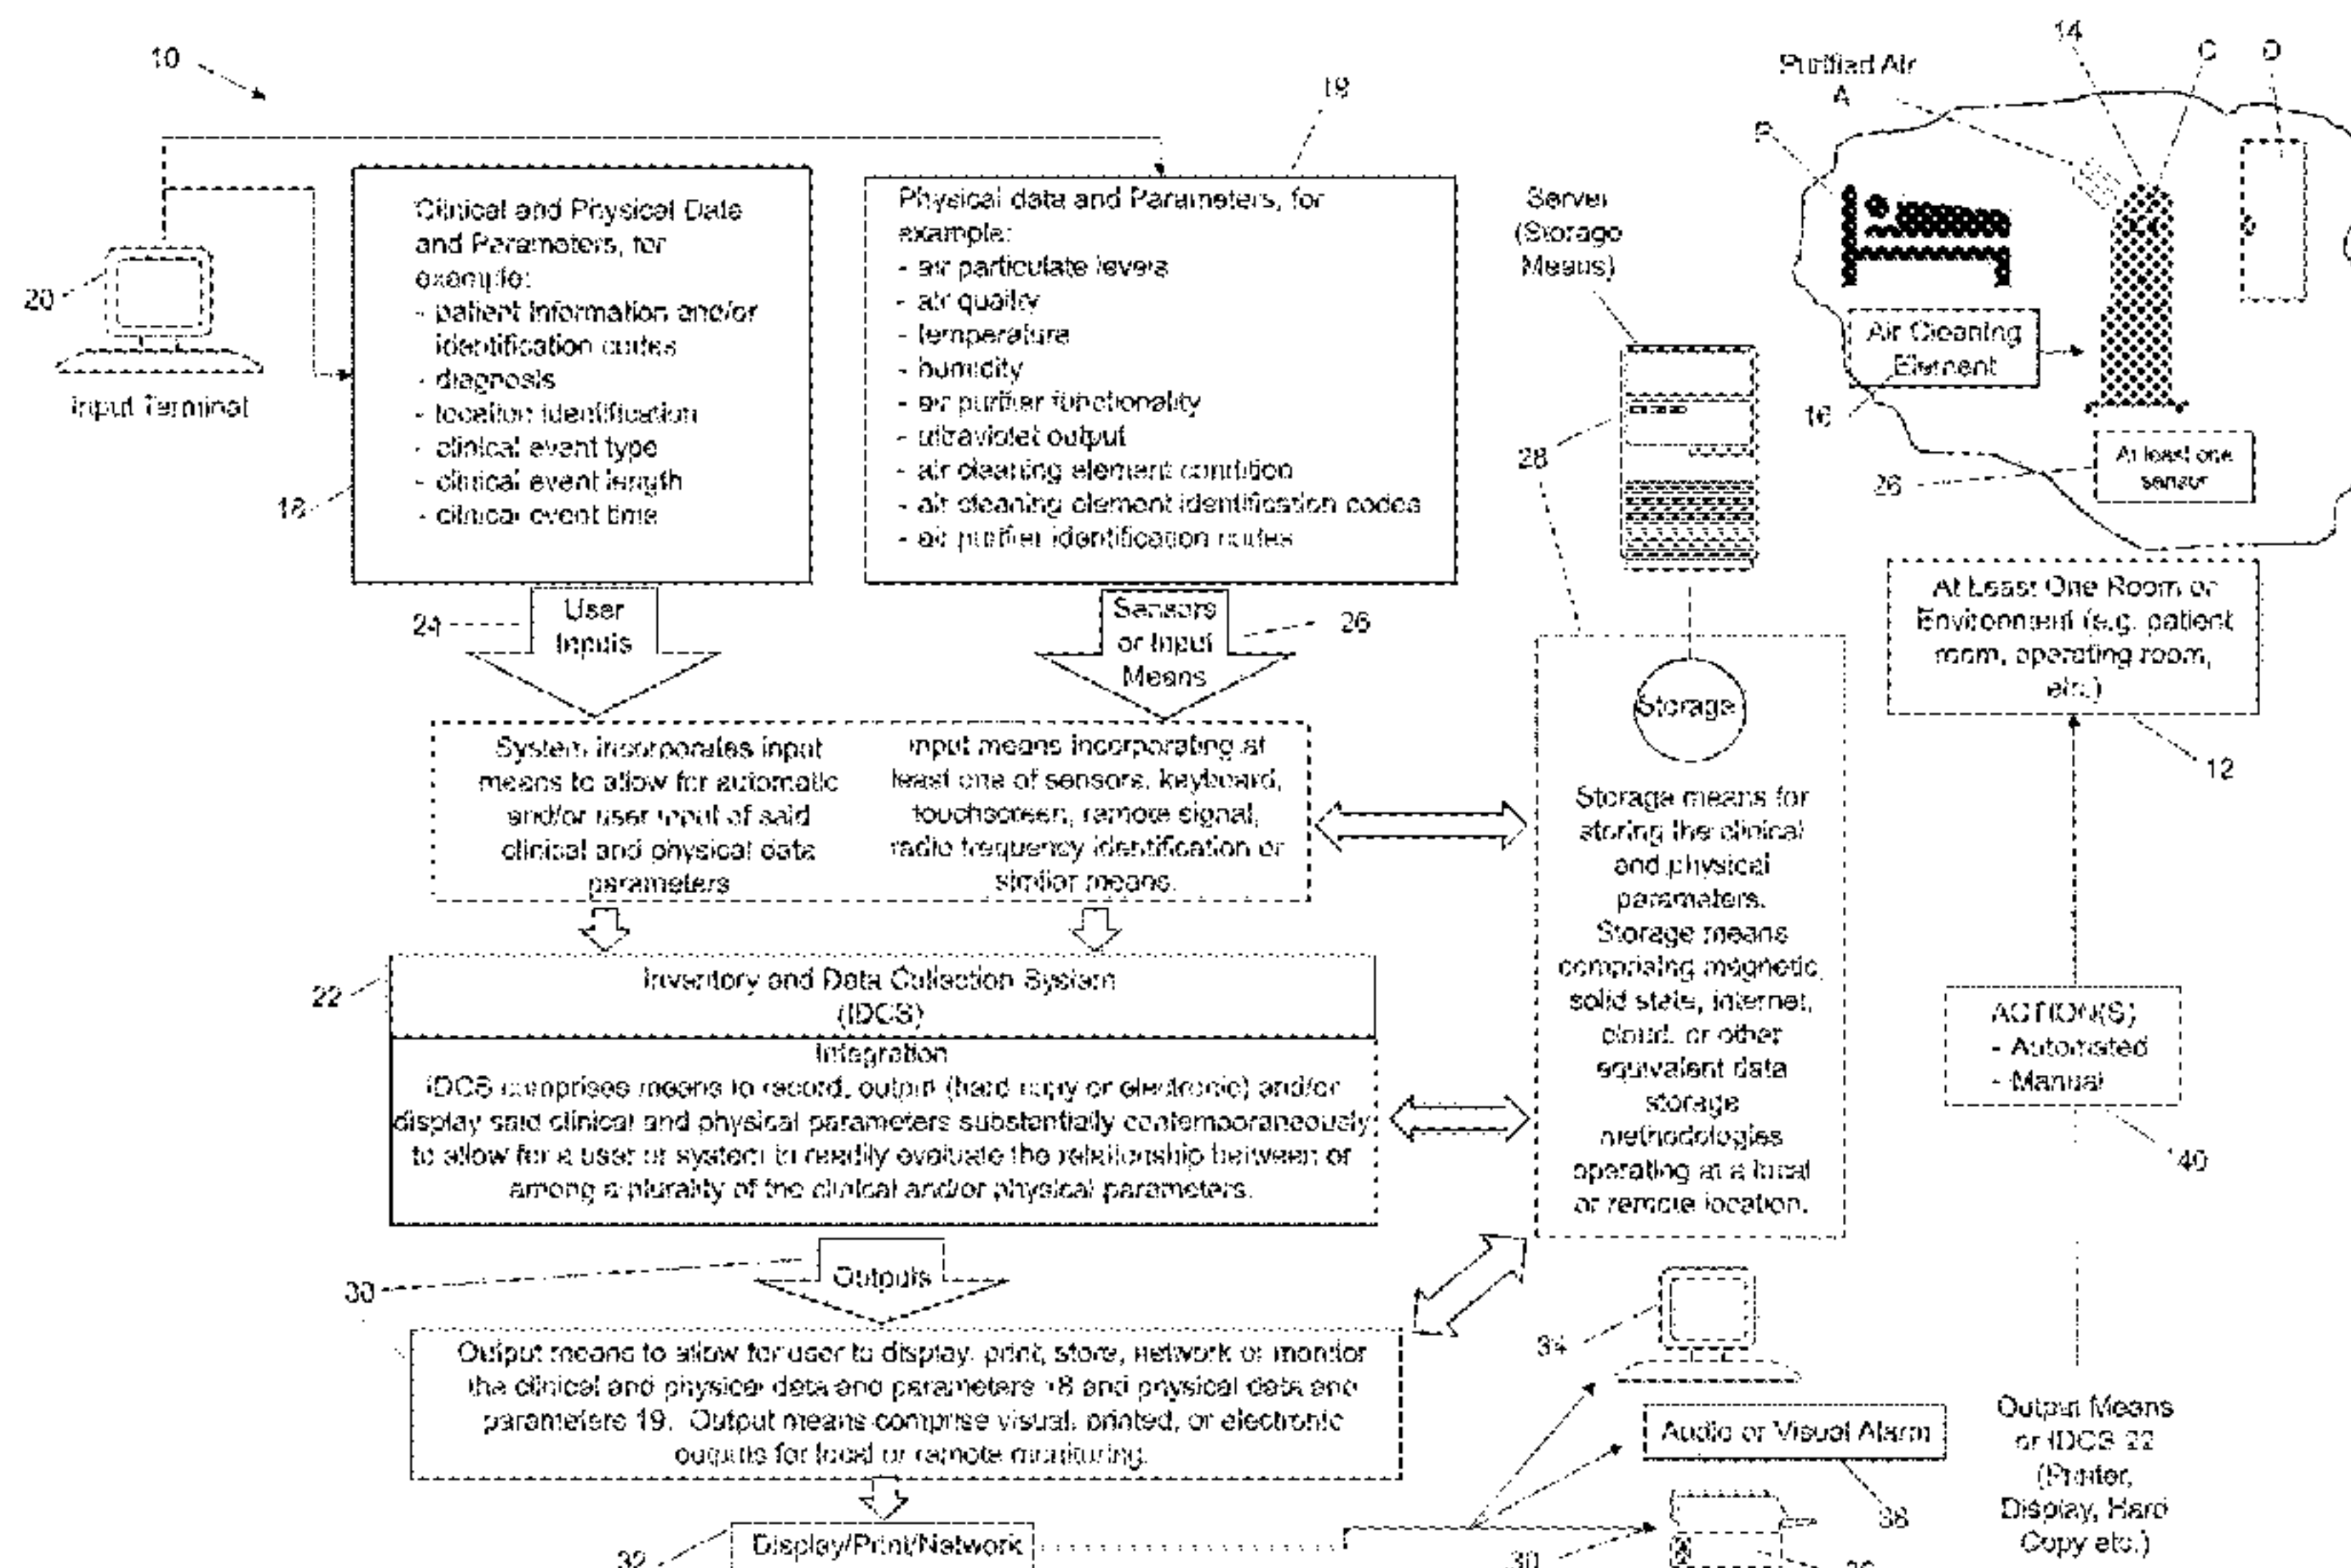 10
19
Clinical and Physical Data
and Parameters, for
example:
- patient information and/or
identification codes
- diagnosis
- location identification
- clinical event type
- clinical event length
- clinical event time
18
20
Input Terminal
Physical data and Parameters, for
example:
- air particulate levels
- air quality
- temperature
- humidity
- air purifier functionality
- ultraviolet output
- air cleaning element condition
- air cleaning element identification codes
- air purifier identification codes
Server
(Storage
Means)
28
Purified Air
A
P
14
C
D
Air Cleaning
Element
16
At least one
sensor
26
At Least One Room or
Environment (e.g. patient
room, operating room,
etc.)
12
24
User
Inputs
Sensors
or Input
Means
26
System incorporates input
means to allow for automatic
and/or user input of said
clinical and physical data
parameters
Input means incorporating at
least one of sensors, keyboard,
touchscreen, remote signal,
radio frequency identification or
similar means.
Storage
Storage means for
storing the clinical
and physical
parameters.
Storage means
comprising magnetic,
solid state, internet,
cloud, or other
equivalent data
storage
methodologies
operating at a local
or remote location.
22
Inventory and Data Collection System
(IDCS)
Integration
IDCS comprises means to record, output (hard copy or electronic) and/or
display said clinical and physical parameters substantially contemporaneously
to allow for a user or system to readily evaluate the relationship between or
among a plurality of the clinical and/or physical parameters.
ACTION(S)
- Automated
- Manual
140
30
Outputs
Output means to allow for user to display, print, store, network or monitor
the clinical and physical data and parameters 18 and physical data and
parameters 19. Output means comprise visual, printed, or electronic
outputs for local or remote monitoring.
34
Audio or Visual Alarm
38
Output Means
or IDCS 22
(Printer,
Display, Hard
Copy etc.)
32
Display/Print/Network
30